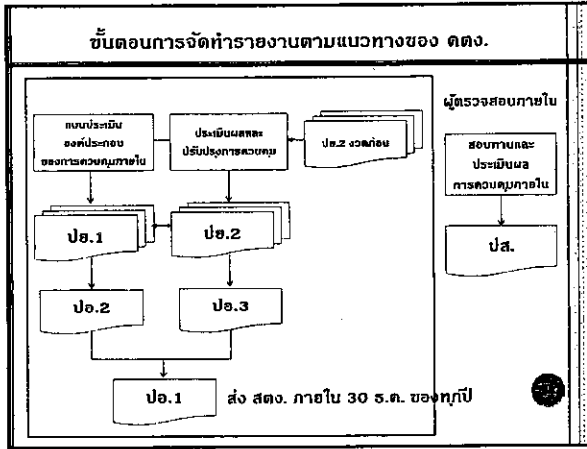 ขั้นตอนการจัดทำรายงานตามแนวทางของ คตง.
ผู้ตรวจสอบภายใน
แบบประเมิน
องค์ประกอบ
ของการควบคุมภายใน
ประเมินผลและ
ปรับปรุงการควบคุม
ปย.2 งวดก่อน
สอบทานและ
ประเมินผล
การควบคุมภายใน
ปย.1
ปย.2
ปส.
ปอ.2
ปอ.3
ปอ.1
ส่ง สตง. ภายใน 30 ธ.ค. ของทุกปี